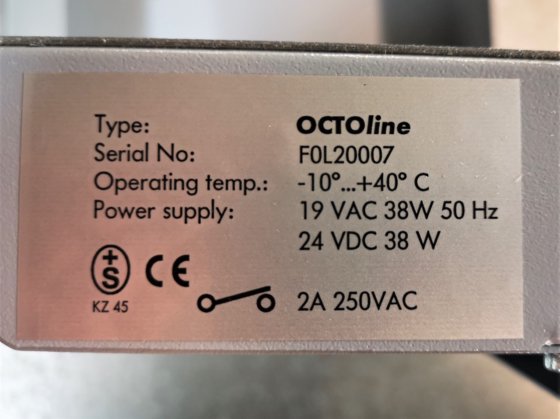 Type: OCTOline
Serial No: F0L20007
Operating temp.: -10°...+40° C
Power supply: 19 VAC 38W 50 Hz
24 VDC 38 W
+S CE
KZ 45
2A 250VAC